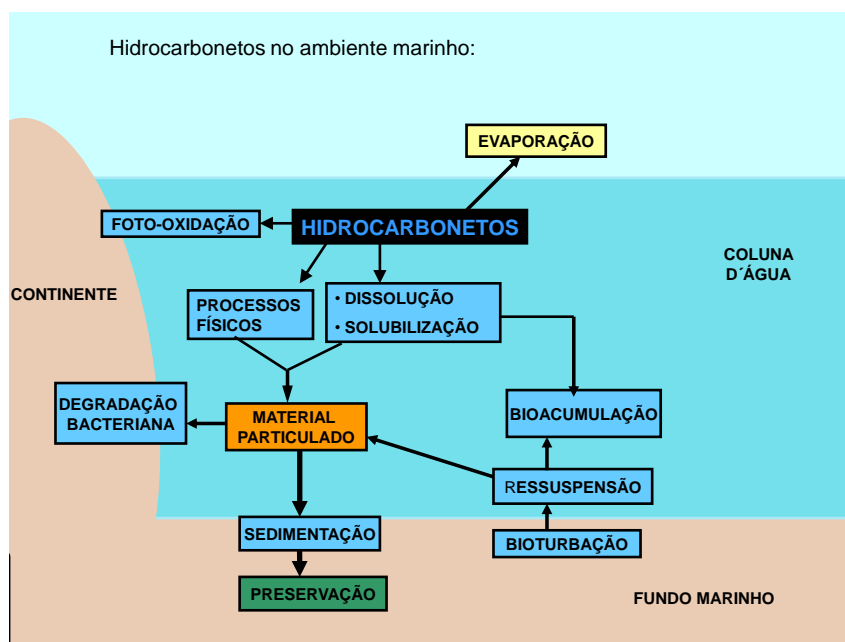 Hidrocarbonetos no ambiente marinho:
EVAPORAÇÃO
FOTO-OXIDAÇÃO
HIDROCARBONETOS
COLUNA
D´ÁGUA
CONTINENTE
PROCESSOS
FÍSICOS
• DISSOLUÇÃO
• SOLUBILIZAÇÃO
DEGRADAÇÃO
BACTERIANA
MATERIAL
PARTICULADO
BIOACUMULAÇÃO
RESSUSPENSÃO
SEDIMENTAÇÃO
BIOTURBAÇÃO
PRESERVAÇÃO
FUNDO MARINHO